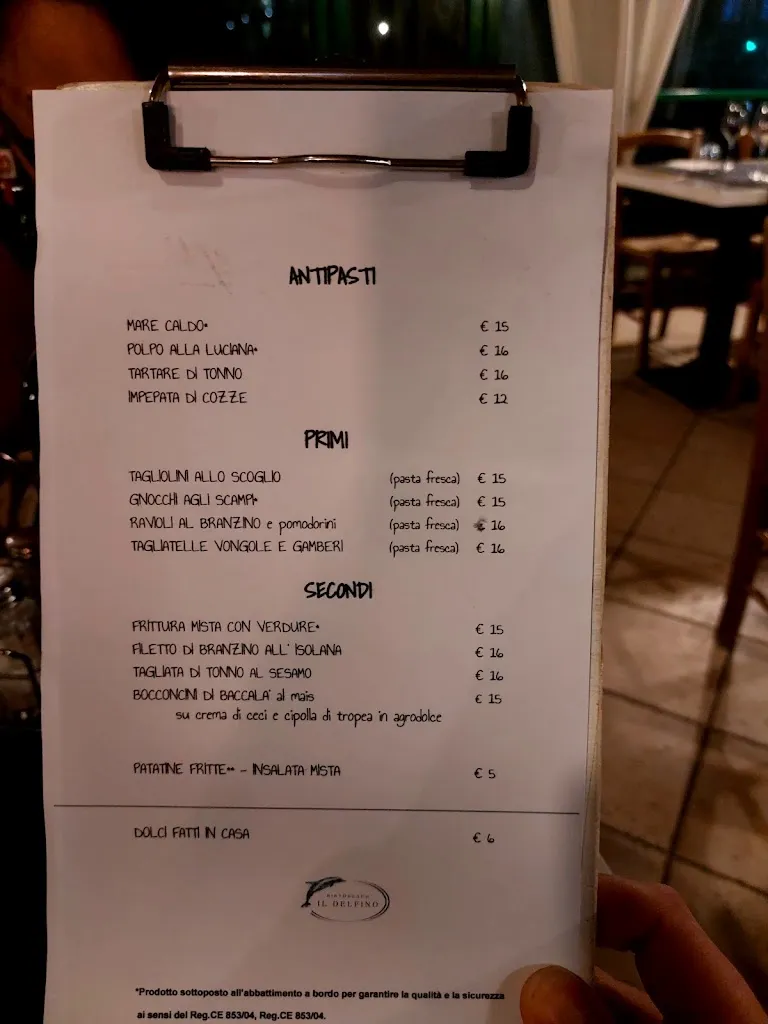 ANTIPASTI
MARE CALDO* € 15
POLPO ALLA LUCIANA* € 16
TARTARE DI TONNO € 16
IMPEPATA DI COZZE € 12
PRIMI
TAGLIOLINI ALLO SCOGLIO (pasta fresca) € 15
GNOCCHI AGLI SCAMPI* (pasta fresca) € 15
RAVIOLI AL BRANZINO e pomodorini (pasta fresca) € 16
TAGLIATELLE VONGOLE E GAMBERI (pasta fresca) € 16
SECONDI
FRITTURA MISTA CON VERDURE* € 15
FILETTO DI BRANZINO ALL' ISOLANA € 16
TAGLIATA DI TONNO AL SESAMO € 16
BOCCONCINI DI BACCALA' al mais € 15
su crema di ceci e cipolla di tropea in agrodolce
PATATINE FRITTE** - INSALATA MISTA € 5
DOLCI FATTI IN CASA € 6
RISTORANTE
IL DELFINO
*Prodotto sottoposto all'abbattimento a bordo per garantire la qualità e la sicurezza
ai sensi del Reg.CE 853/04, Reg.CE 853/04.